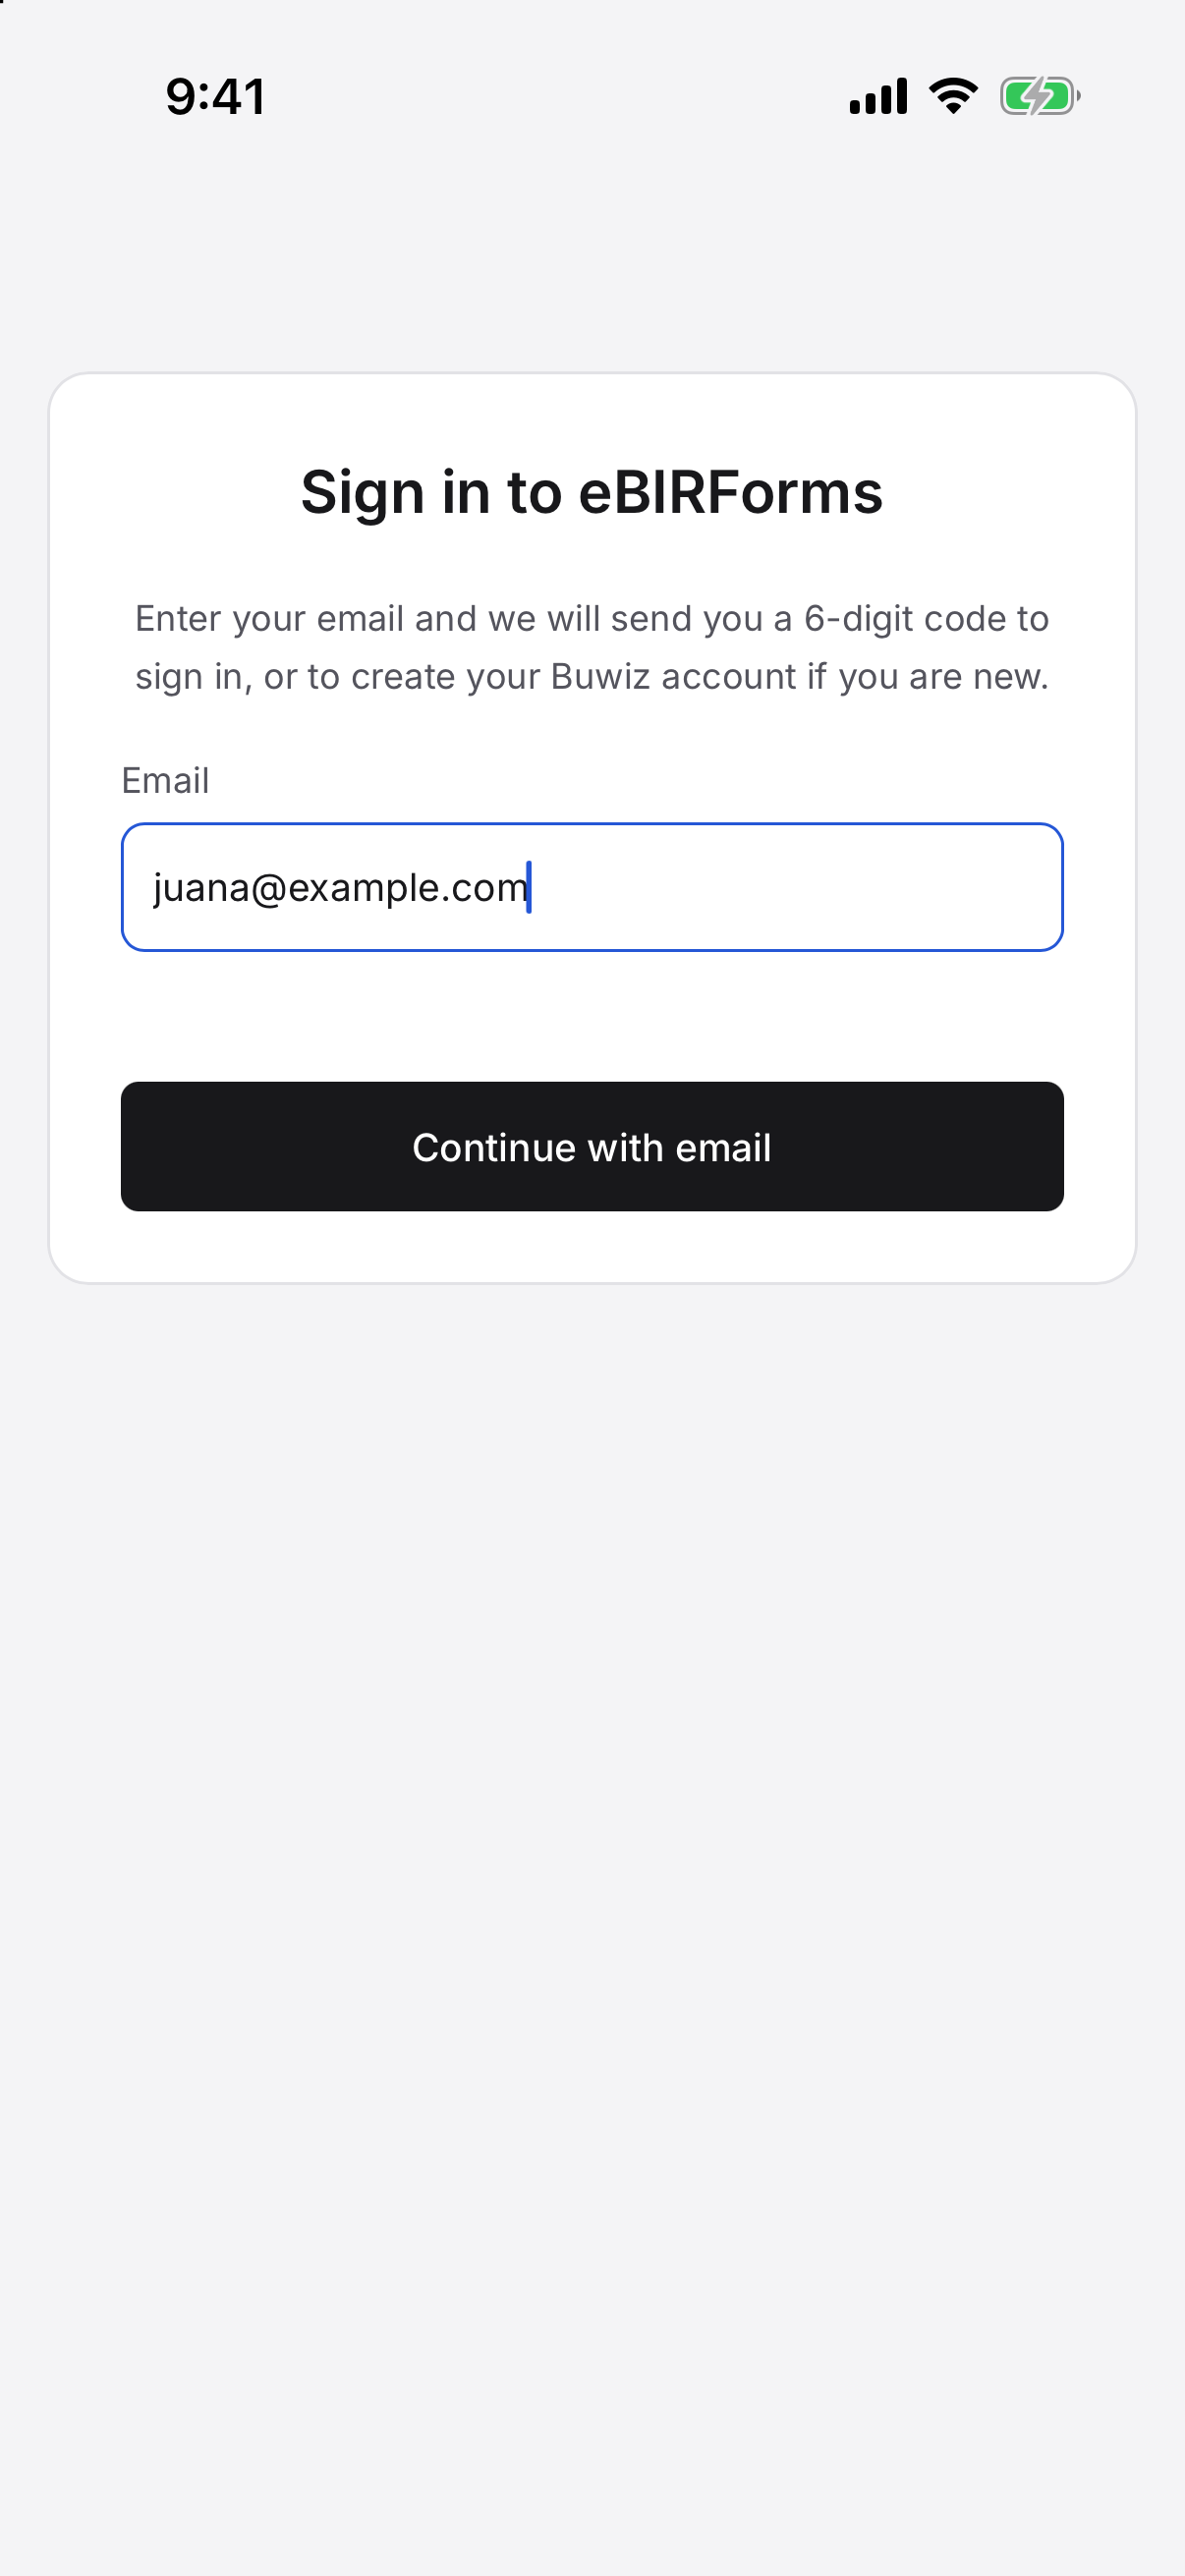 9:41
Sign in to eBIRForms
Enter your email and we will send you a 6-digit code to
sign in, or to create your Buwiz account if you are new.
Email
juana@example.com
Continue with email